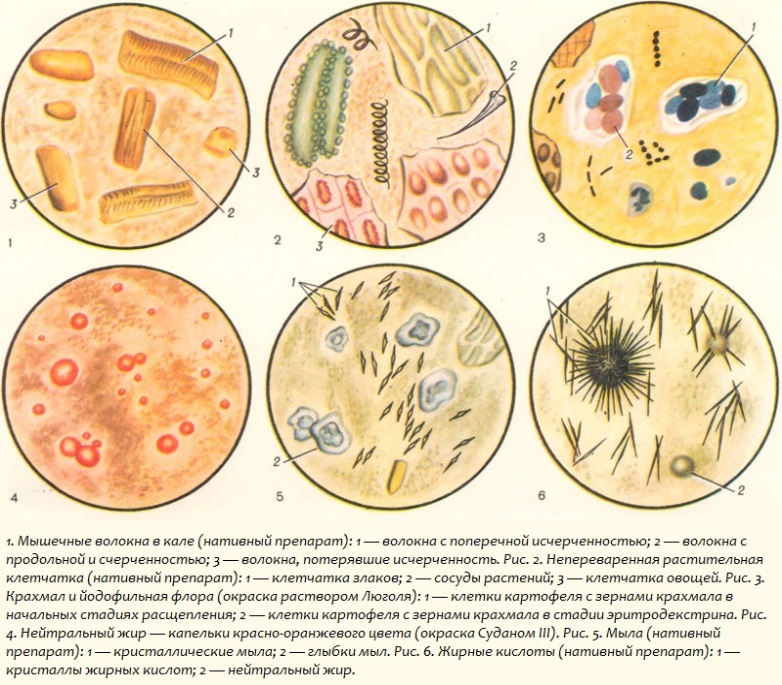 1
2
3
3
1
1
2
3
2
1
2
3
4
1
2
5
1
2
6
1. Мышечные волокна в кале (нативный препарат): 1 — волокна с поперечной исчерченностью; 2 — волокна с
продольной и счерченностью; 3 — волокна, потерявшие исчерченность. Рис. 2. Непереваренная растительная
клетчатка (нативный препарат): 1 — клетчатка злаков; 2 — сосуды растений; 3 — клетчатка овощей. Рис. 3.
Крахмал и йодофильная флора (окраска раствором Люголя): 1 — клетки картофеля с зернами крахмала в
начальных стадиях расщепления; 2 — клетки картофеля с зернами крахмала в стадии эритродекстрина. Рис.
4. Нейтральный жир — капельки красно-оранжевого цвета (окраска Суданом III). Рис. 5. Мыла (нативный
препарат): 1 — кристаллические мыла; 2 — глыбки мыл. Рис. 6. Жирные кислоты (нативный препарат): 1 —
кристаллы жирных кислот; 2 — нейтральный жир.